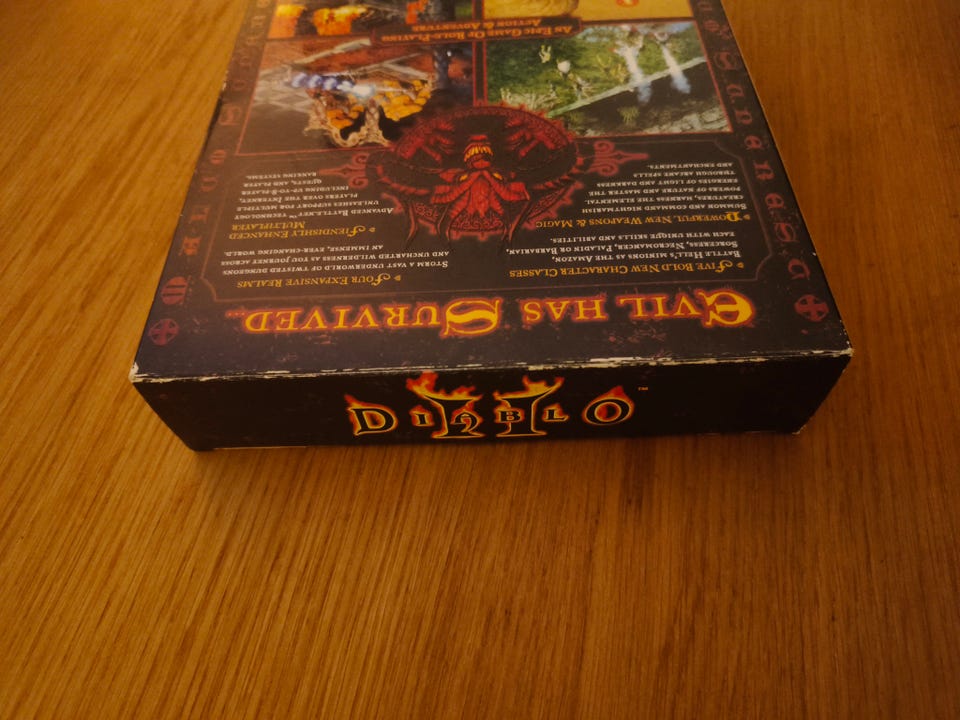 EVIL HAS SURVIVED...
FIVE BOLD NEW CHARACTER CLASSES
BATTLE HELL'S MINIONS AS THE AMAZON,
SORCERESS, NECROMANCER, PALADIN OR BARBARIAN,
EACH WITH UNIQUE SKILLS AND ABILITIES.
POWERFUL NEW WEAPONS & MAGIC
SUMMON AND COMMAND NIGHTMARISH
CREATURES, HARNESS THE ELEMENTAL
POWERS OF NATURE AND MASTER THE
ENERGIES OF LIGHT AND DARKNESS
THROUGH ARCANE SPELLS
AND ENCHANTMENTS.
FOUR EXPANSIVE REALMS
STORM A VAST UNDERWORLD OF TWISTED DUNGEONS
AND UNCHARTED WILDERNESS AS YOU JOURNEY ACROSS
AN IMMENSE, EVER-CHANGING WORLD.
FIENDISHLY ENHANCED
MULTIPLAYER
ADVANCED BATTLE.NET™ TECHNOLOGY
UNLEASHES SUPPORT FOR MULTIPLE
PLAYERS OVER THE INTERNET,
INCLUDING UP-TO-8-PLAYER
QUESTS, AND PLAYER
RANKING SYSTEMS.
AN EPIC GAME OF ROLE-PLAYING
ACTION & ADVENTURE
DIABLO II™